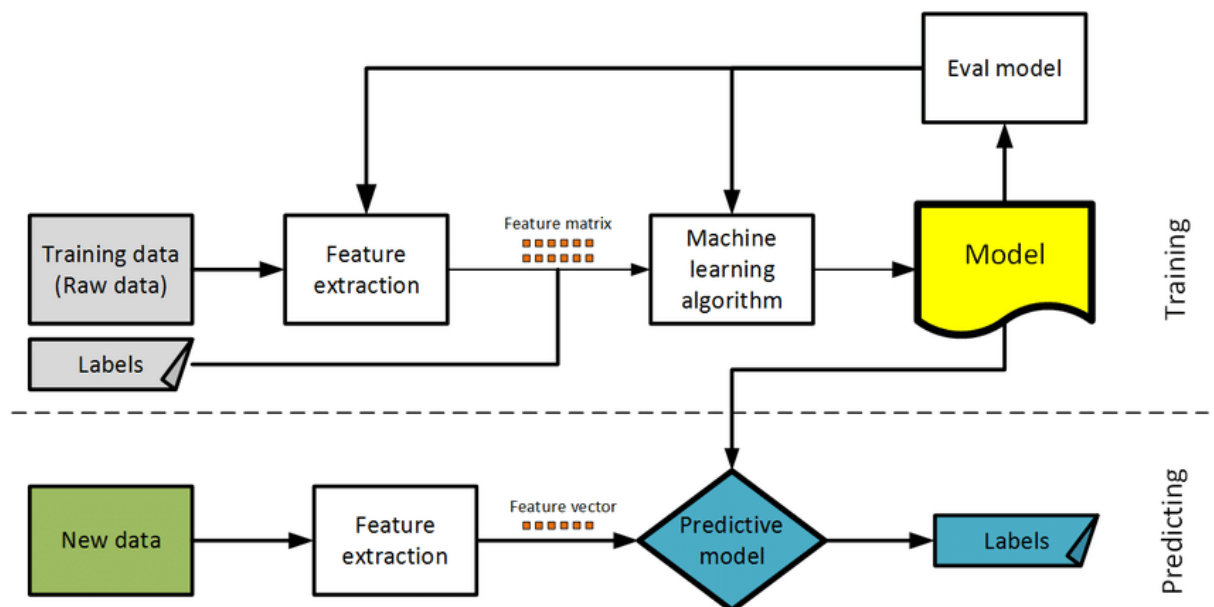 Eval model
Training data
(Raw data)
Feature
extraction
Feature matrix
Machine
learning
algorithm
Model
Training
Labels
New data
Feature
extraction
Feature vector
Predictive
model
Labels
Predicting